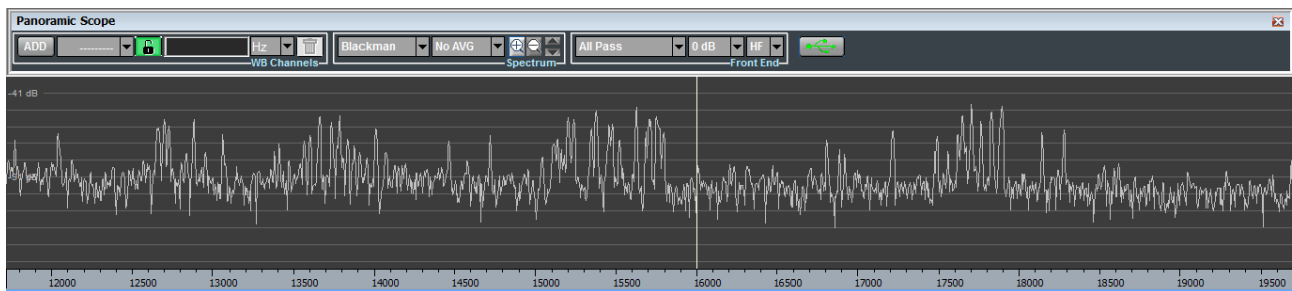 Panoramic Scope
ADD --------- Hz Blackman No AVG All Pass 0 dB HF
WB Channels Spectrum Front End
-41 dB
12000 12500 13000 13500 14000 14500 15000 15500 16000 16500 17000 17500 18000 18500 19000 19500